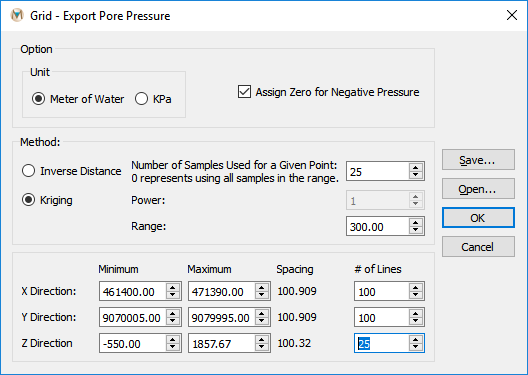 Grid - Export Pore Pressure
Option
Unit
Meter of Water
KPa
Assign Zero for Negative Pressure
Method:
Inverse Distance
Kriging
Number of Samples Used for a Given Point:
0 represents using all samples in the range.
25
Power:
1
Range:
300.00
Save...
Open...
OK
Cancel
Minimum Maximum Spacing # of Lines
X Direction: 461400.00 471390.00 100.909 100
Y Direction: 9070005.00 9079995.00 100.909 100
Z Direction -550.00 1857.67 100.32 25